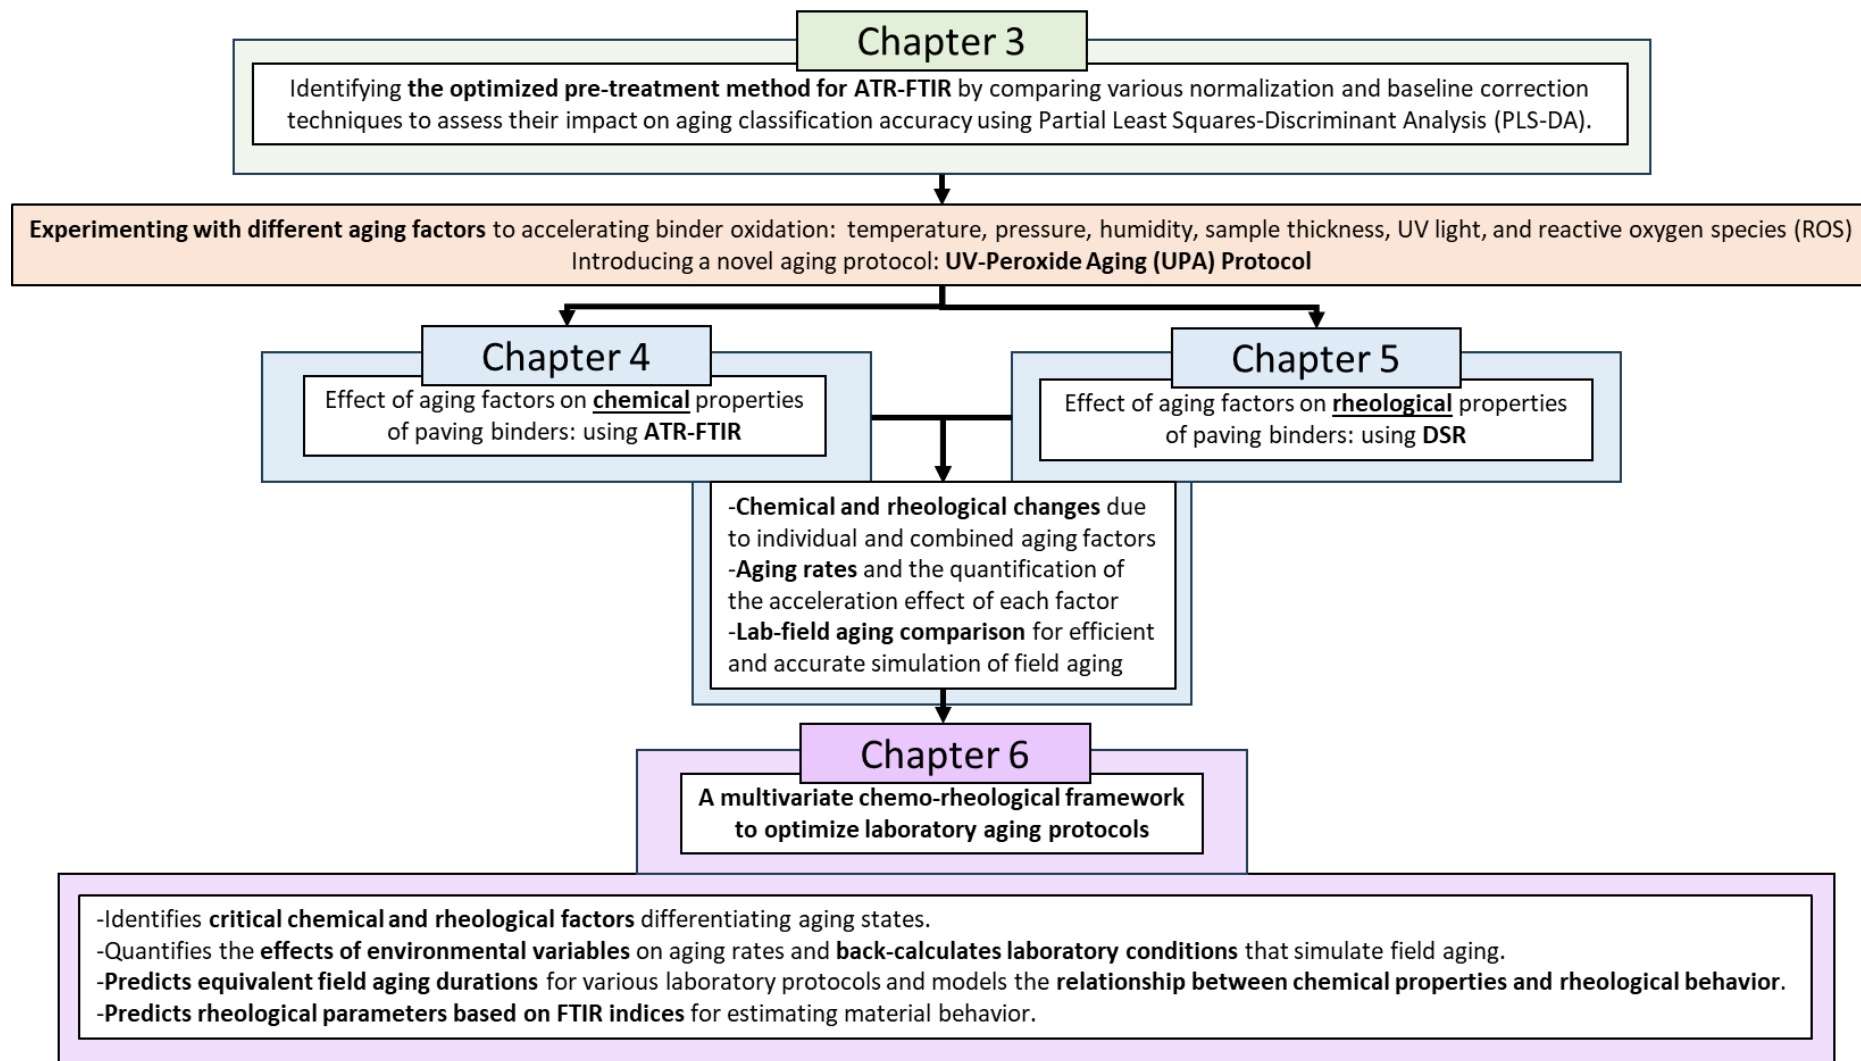 Chapter 3
Identifying the optimized pre-treatment method for ATR-FTIR by comparing various normalization and baseline correction
techniques to assess their impact on aging classification accuracy using Partial Least Squares-Discriminant Analysis (PLS-DA).
Experimenting with different aging factors to accelerating binder oxidation: temperature, pressure, humidity, sample thickness, UV light, and reactive oxygen species (ROS)
Introducing a novel aging protocol: UV-Peroxide Aging (UPA) Protocol
Chapter 4
Effect of aging factors on chemical properties
of paving binders: using ATR-FTIR
Chapter 5
Effect of aging factors on rheological properties
of paving binders: using DSR
-Chemical and rheological changes due
to individual and combined aging factors
-Aging rates and the quantification of
the acceleration effect of each factor
-Lab-field aging comparison for efficient
and accurate simulation of field aging
Chapter 6
A multivariate chemo-rheological framework
to optimize laboratory aging protocols
-Identifies critical chemical and rheological factors differentiating aging states.
-Quantifies the effects of environmental variables on aging rates and back-calculates laboratory conditions that simulate field aging.
-Predicts equivalent field aging durations for various laboratory protocols and models the relationship between chemical properties and rheological behavior.
-Predicts rheological parameters based on FTIR indices for estimating material behavior.